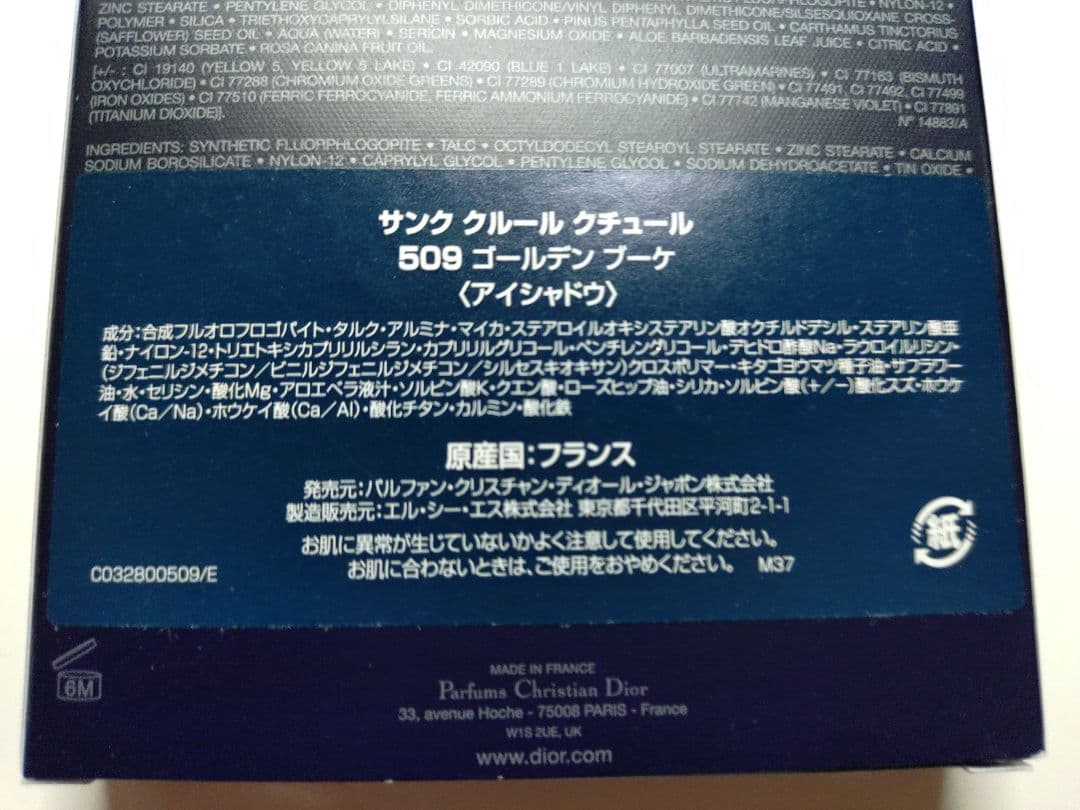 ZINC STEARATE • PENTYLENE GLYCOL • DIPHENYL DIMETHICONE/VINYL DIPHENYL DIMETHICONE/SILSESQUIOXANE CROSS-
POLYMER • SILICA • TRIETHOXYCAPRYLYLSILANE • SORBIC ACID • PINUS PENTAPHYLLA SEED OIL • CARTHAMUS TINCTORIUS
(SAFFLOWER) SEED OIL • AQUA (WATER) • SERICIN • MAGNESIUM OXIDE • ALOE BARBADENSIS LEAF JUICE • CITRIC ACID •
POTASSIUM SORBATE • ROSA CANINA FRUIT OIL.
[+/- : CI 19140 (YELLOW 5, YELLOW 5 LAKE) • CI 42090 (BLUE 1 LAKE) • CI 77007 (ULTRAMARINES) • CI 77163 (BISMUTH
OXYCHLORIDE) • CI 77288 (CHROMIUM OXIDE GREENS) • CI 77289 (CHROMIUM HYDROXIDE GREEN) • CI 77491, CI 77492, CI 77499
(IRON OXIDES) • CI 77510 (FERRIC FERROCYANIDE, FERRIC AMMONIUM FERROCYANIDE) • CI 77742 (MANGANESE VIOLET) • CI 77891
(TITANIUM DIOXIDE)].
N° 14883/A
INGREDIENTS: SYNTHETIC FLUORPHLOGOPITE • TALC • OCTYLDODECYL STEAROYL STEARATE • ZINC STEARATE • CALCIUM
SODIUM BOROSILICATE • NYLON-12 • CAPRYLYL GLYCOL • PENTYLENE GLYCOL • SODIUM DEHYDROACETATE • TIN OXIDE •
サンク クルール クチュール
509 ゴールデン ブーケ
〈アイシャドウ〉
成分:合成フルオロフロゴパイト・タルク・アルミナ・マイカ・ステアロイルオキシステアリン酸オクチルドデシル・ステアリン酸亜
鉛・ナイロン-12・トリエトキシカプリリルシラン・カプリリルグリコール・ペンチレングリコール・デヒドロ酢酸Na・ラウロイルリシン・
(ジフェニルジメチコン/ビニルジフェニルジメチコン/シルセスキオキサン)クロスポリマー・キタゴヨウマツ種子油・サフラワー
油・水・セリシン・酸化Mg・アロエベラ液汁・ソルビン酸K・クエン酸・ローズヒップ油・シリカ・ソルビン酸(+/-)酸化スズ・ホウケ
イ酸(Ca/Na)・ホウケイ酸(Ca/Al)・酸化チタン・カルミン・酸化鉄
原産国:フランス
発売元:パルファン・クリスチャン・ディオール・ジャポン株式会社
製造販売元:エル・シー・エス株式会社 東京都千代田区平河町2-1-1
お肌に異常が生じていないかよく注意して使用してください。
お肌に合わないときは、ご使用をおやめください。 M37
C032800509/E
紙
6M
MADE IN FRANCE
Parfums Christian Dior
33, avenue Hoche - 75008 PARIS - France
W1S 2UE, UK
www.dior.com